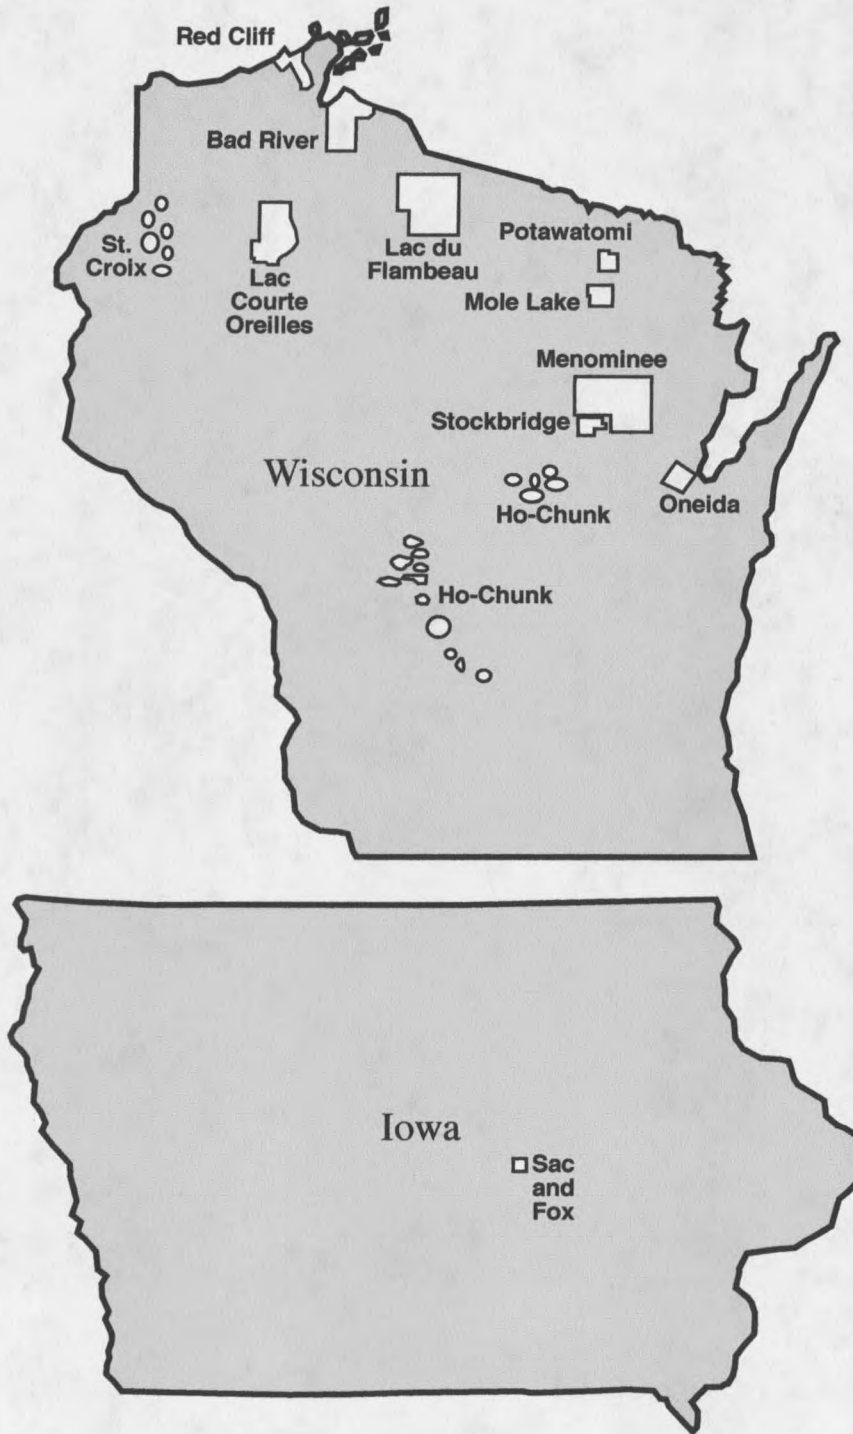 Red Cliff
Bad River
St.
Croix
Lac
Courte
Oreilles
Lac du
Flambeau
Potawatomi
Mole Lake
Menominee
Stockbridge
Wisconsin
Ho-Chunk
Oneida
Ho-Chunk
Iowa
Sac
and
Fox